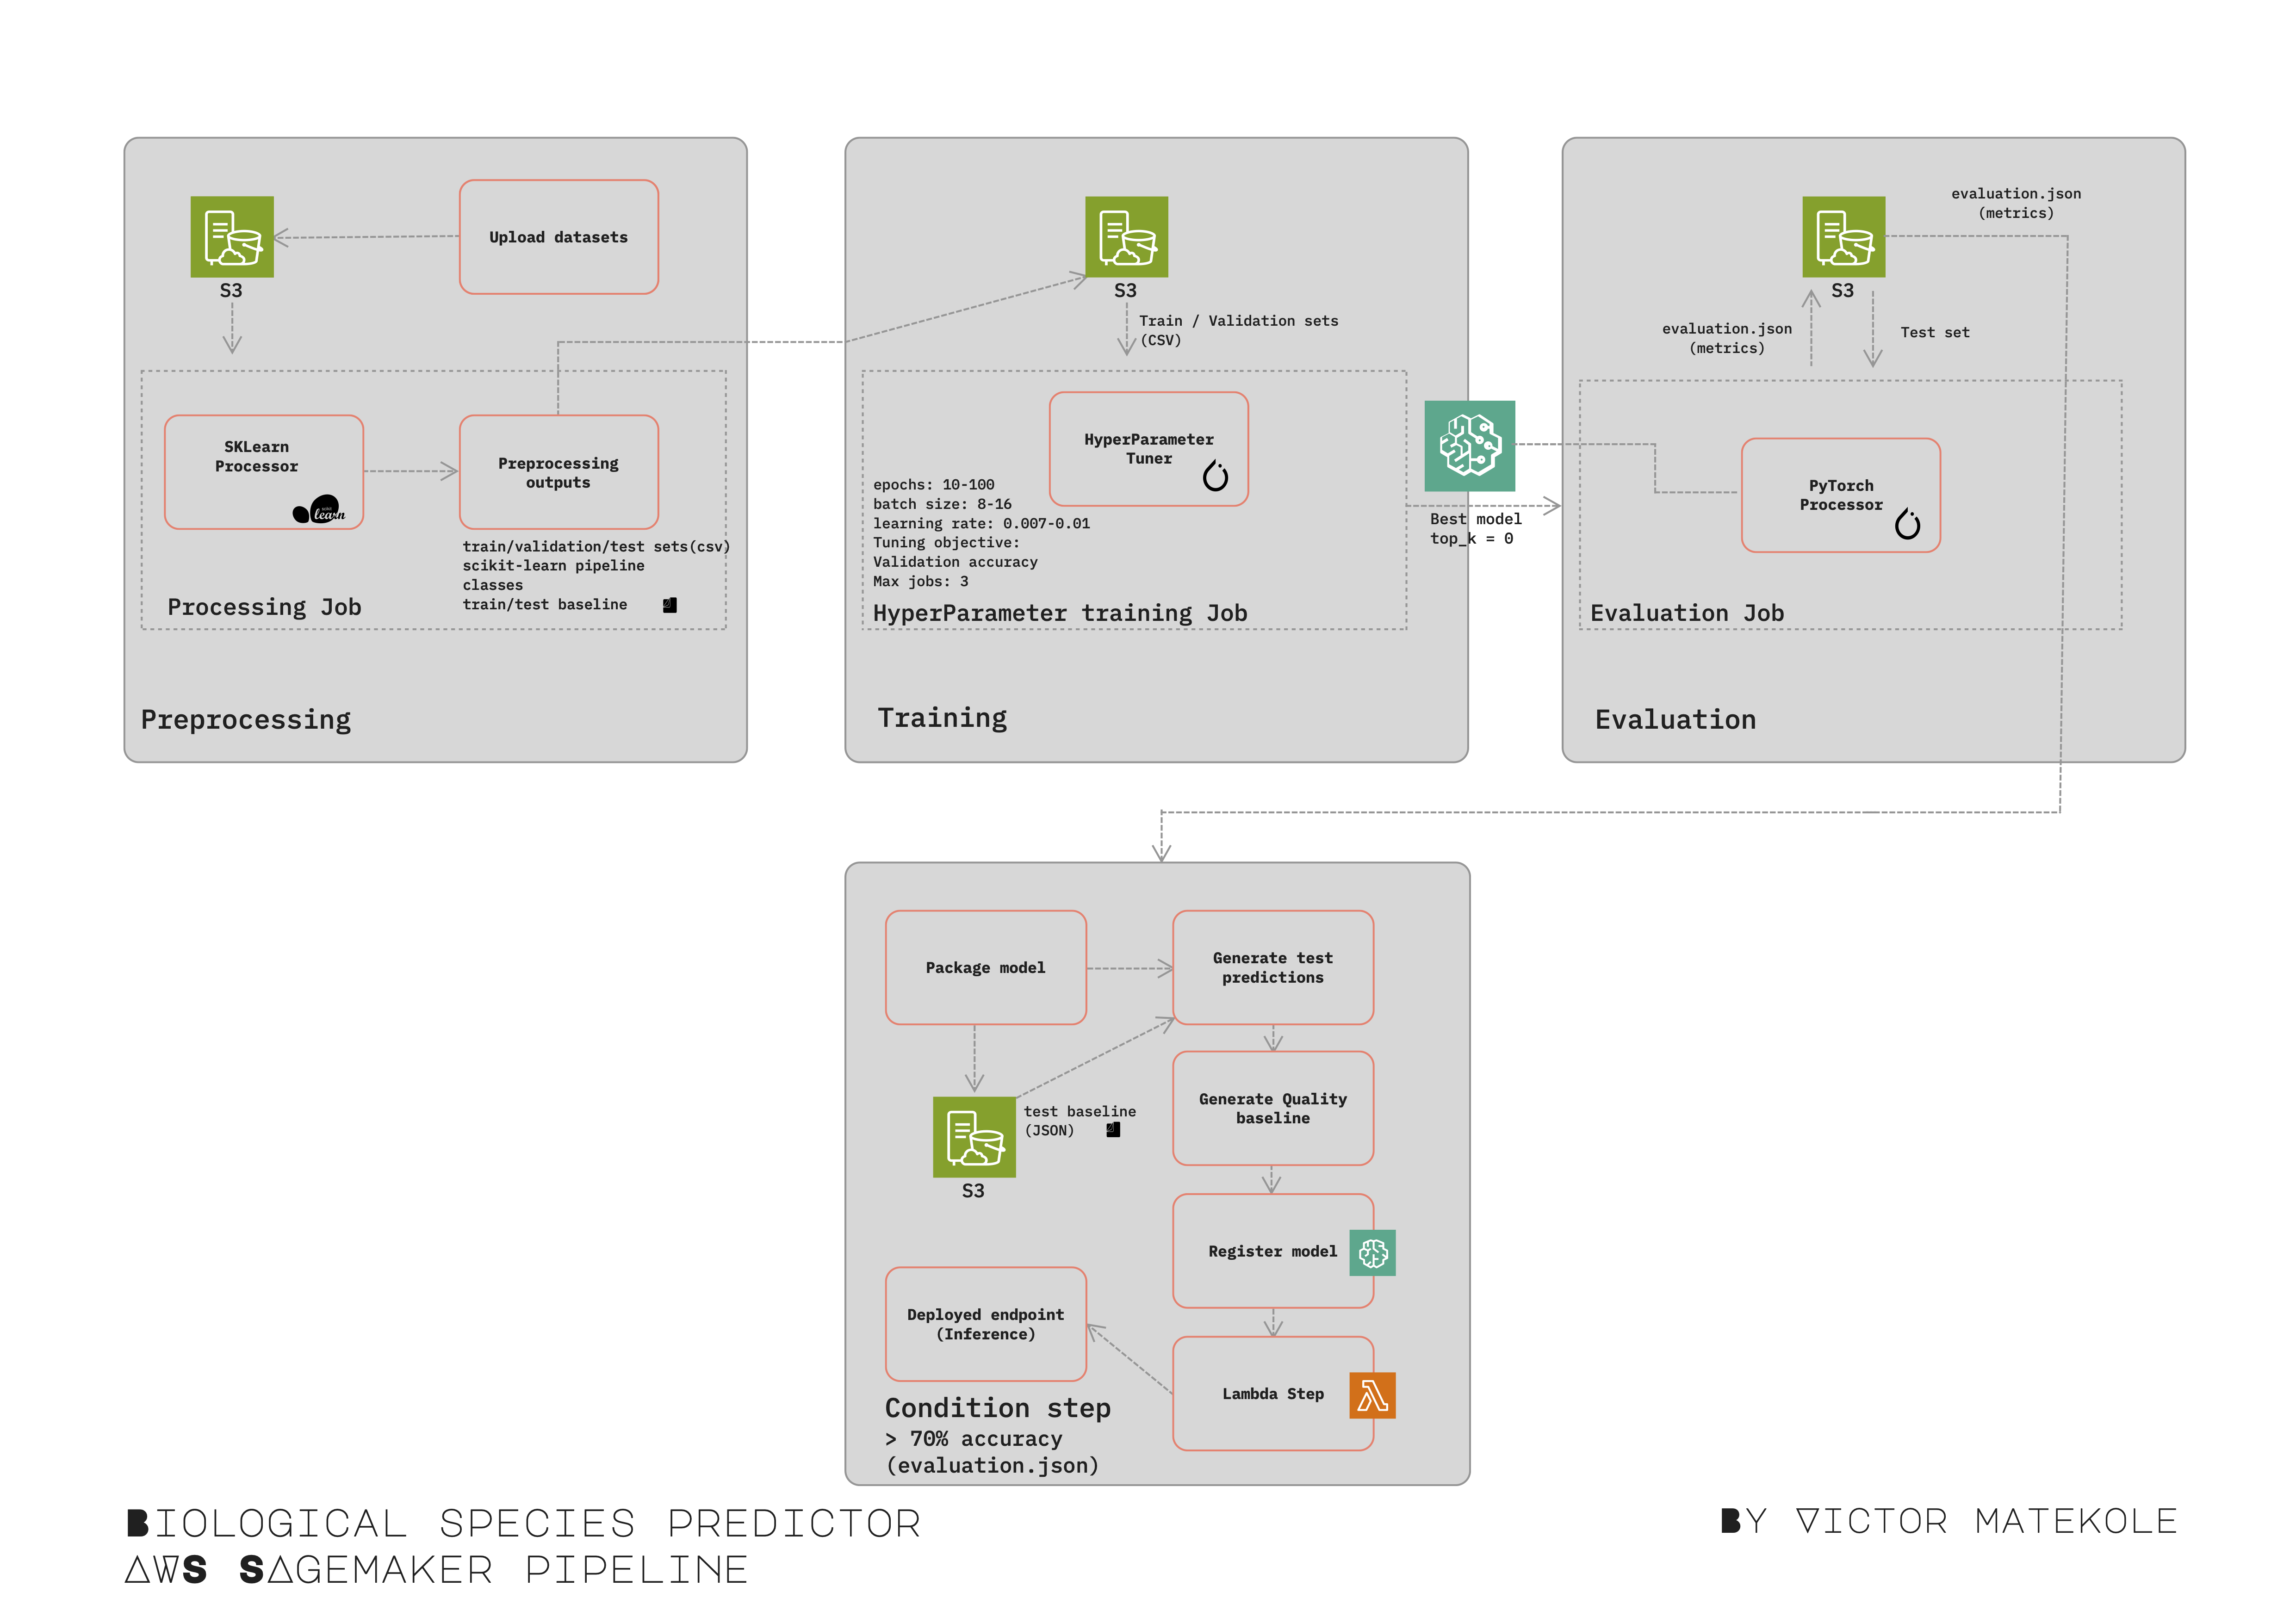 S3
Upload datasets
SKLearn
Processor
learn
Preprocessing
outputs
train/validation/test sets(csv)
scikit-learn pipeline
classes
train/test baseline
Processing Job
Preprocessing
S3
Train / Validation sets
(CSV)
HyperParameter
Tuner
epochs: 10-100
batch size: 8-16
learning rate: 0.007-0.01
Tuning objective:
Validation accuracy
Max jobs: 3
HyperParameter training Job
Training
Best model
top_k = 0
S3
evaluation.json
(metrics)
evaluation.json
(metrics)
Test set
PyTorch
Processor
Evaluation Job
Evaluation
Package model
Generate test
predictions
S3
test baseline
(JSON)
Generate Quality
baseline
Register model
Lambda Step
Deployed endpoint
(Inference)
Condition step
> 70% accuracy
(evaluation.json)
BIOLOGICAL SPECIES PREDICTOR
AWS SAGEMAKER PIPELINE
BY VICTOR MATEKOLE